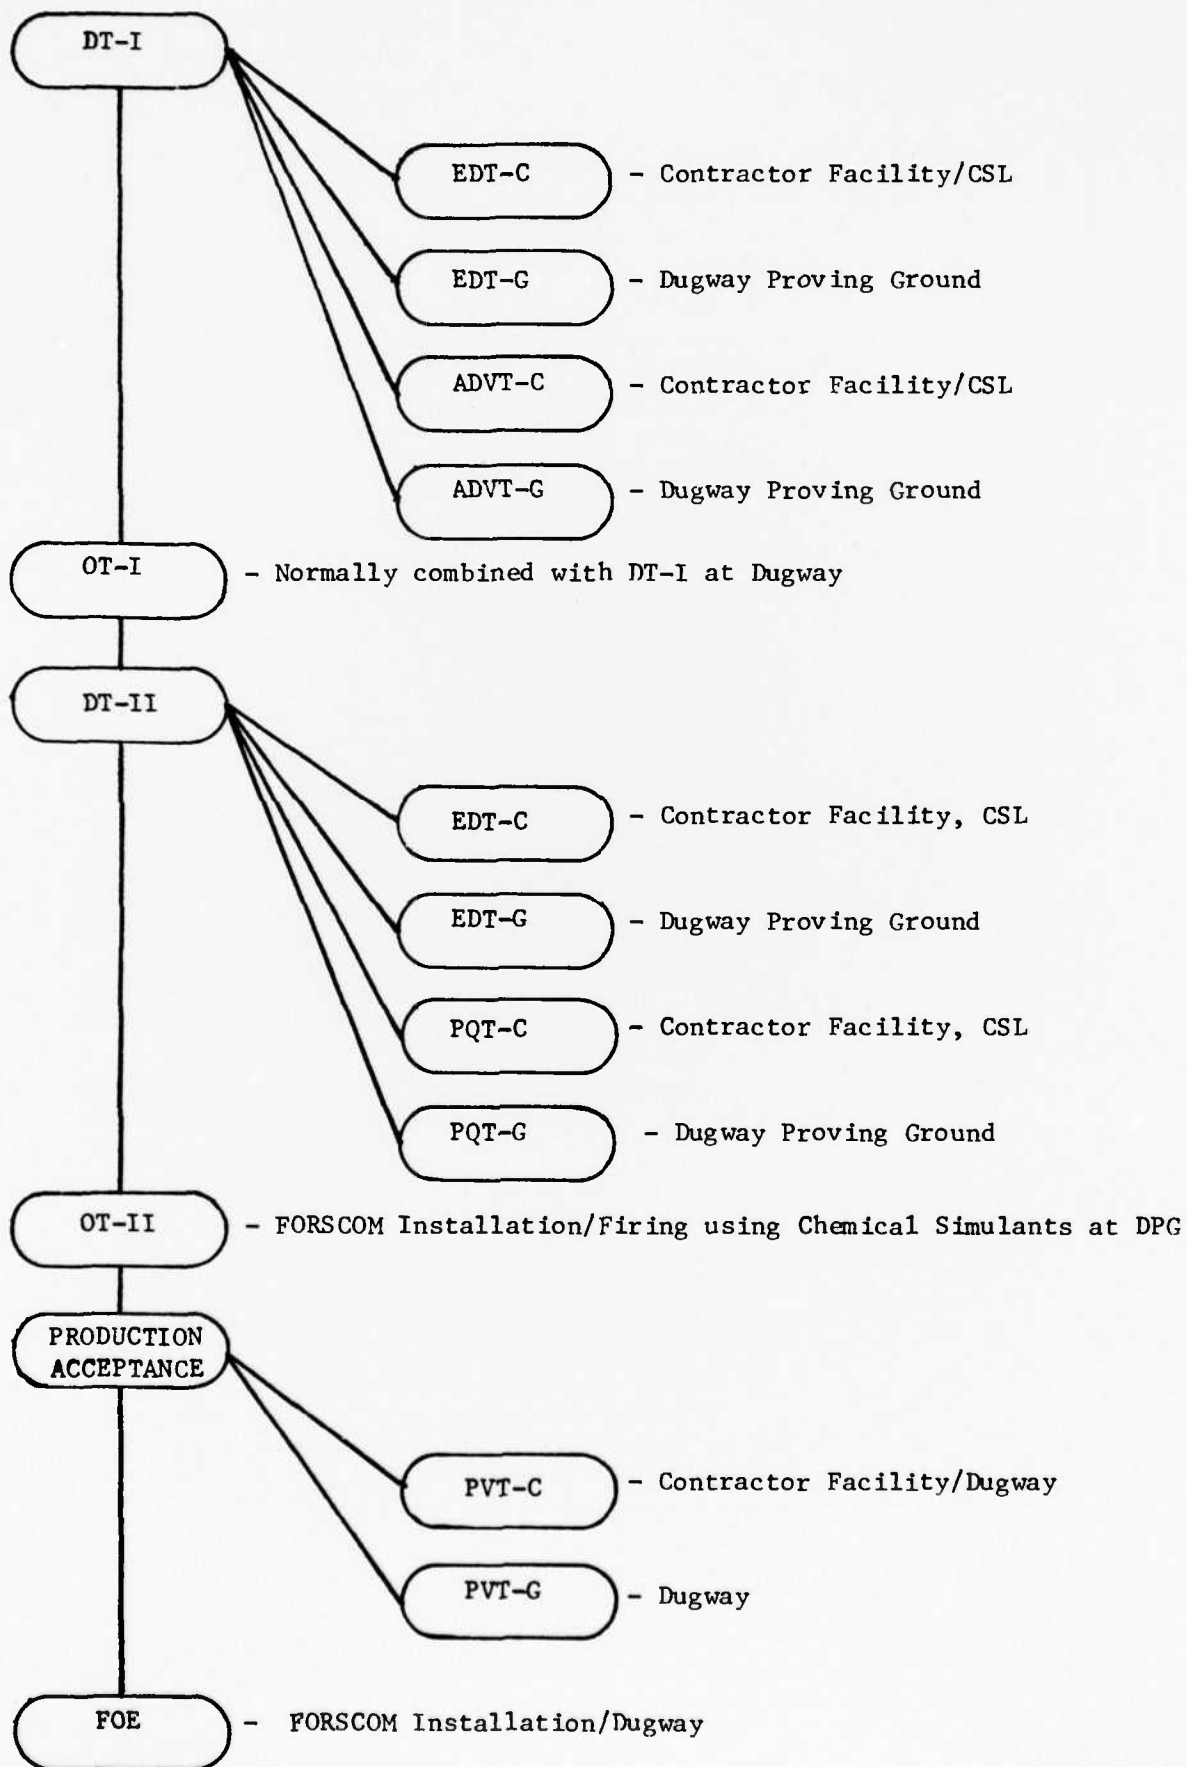 DT-I
EDT-C - Contractor Facility/CSL
EDT-G - Dugway Proving Ground
ADVT-C - Contractor Facility/CSL
ADVT-G - Dugway Proving Ground
OT-I - Normally combined with DT-I at Dugway
DT-II
EDT-C - Contractor Facility, CSL
EDT-G - Dugway Proving Ground
PQT-C - Contractor Facility, CSL
PQT-G - Dugway Proving Ground
OT-II - FORSCOM Installation/Firing using Chemical Simulants at DPG
PRODUCTION
ACCEPTANCE
PVT-C - Contractor Facility/Dugway
PVT-G - Dugway
FOE - FORSCOM Installation/Dugway